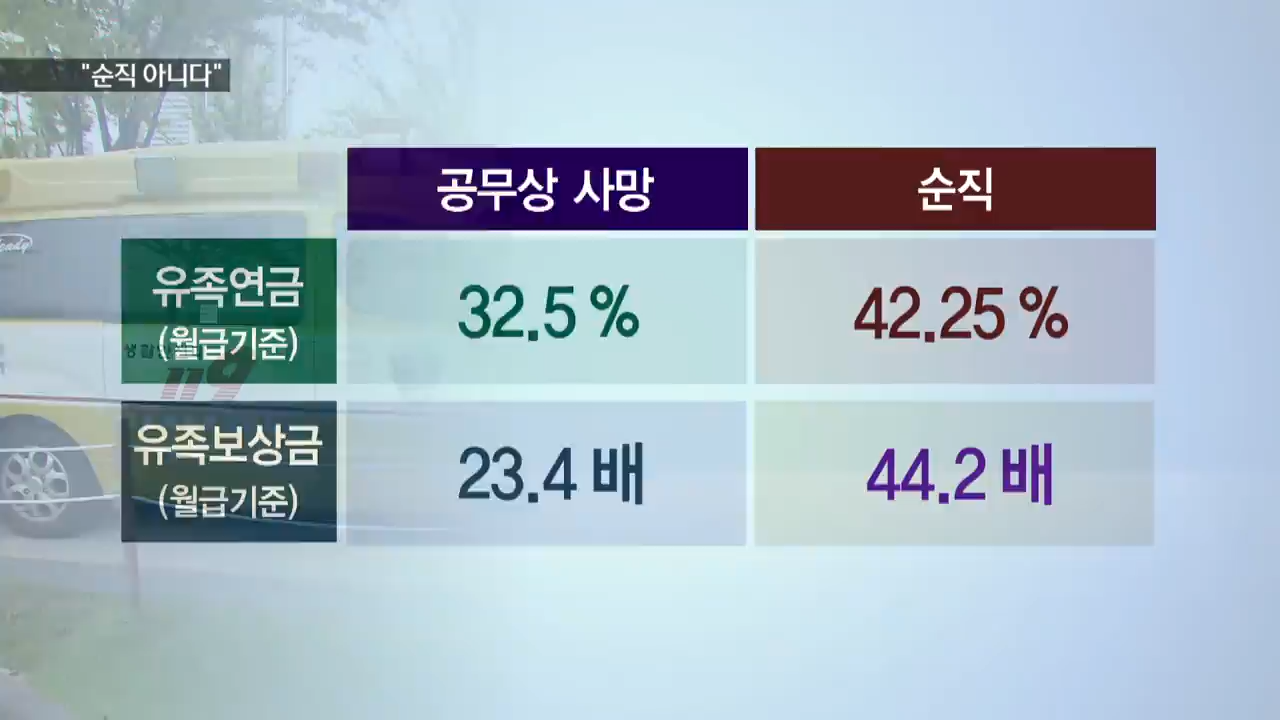 "순직 아니다"
공무상 사망
순직
유족연금
(월급기준)
32.5 %
42.25 %
119
유족보상금
(월급기준)
23.4 배
44.2 배